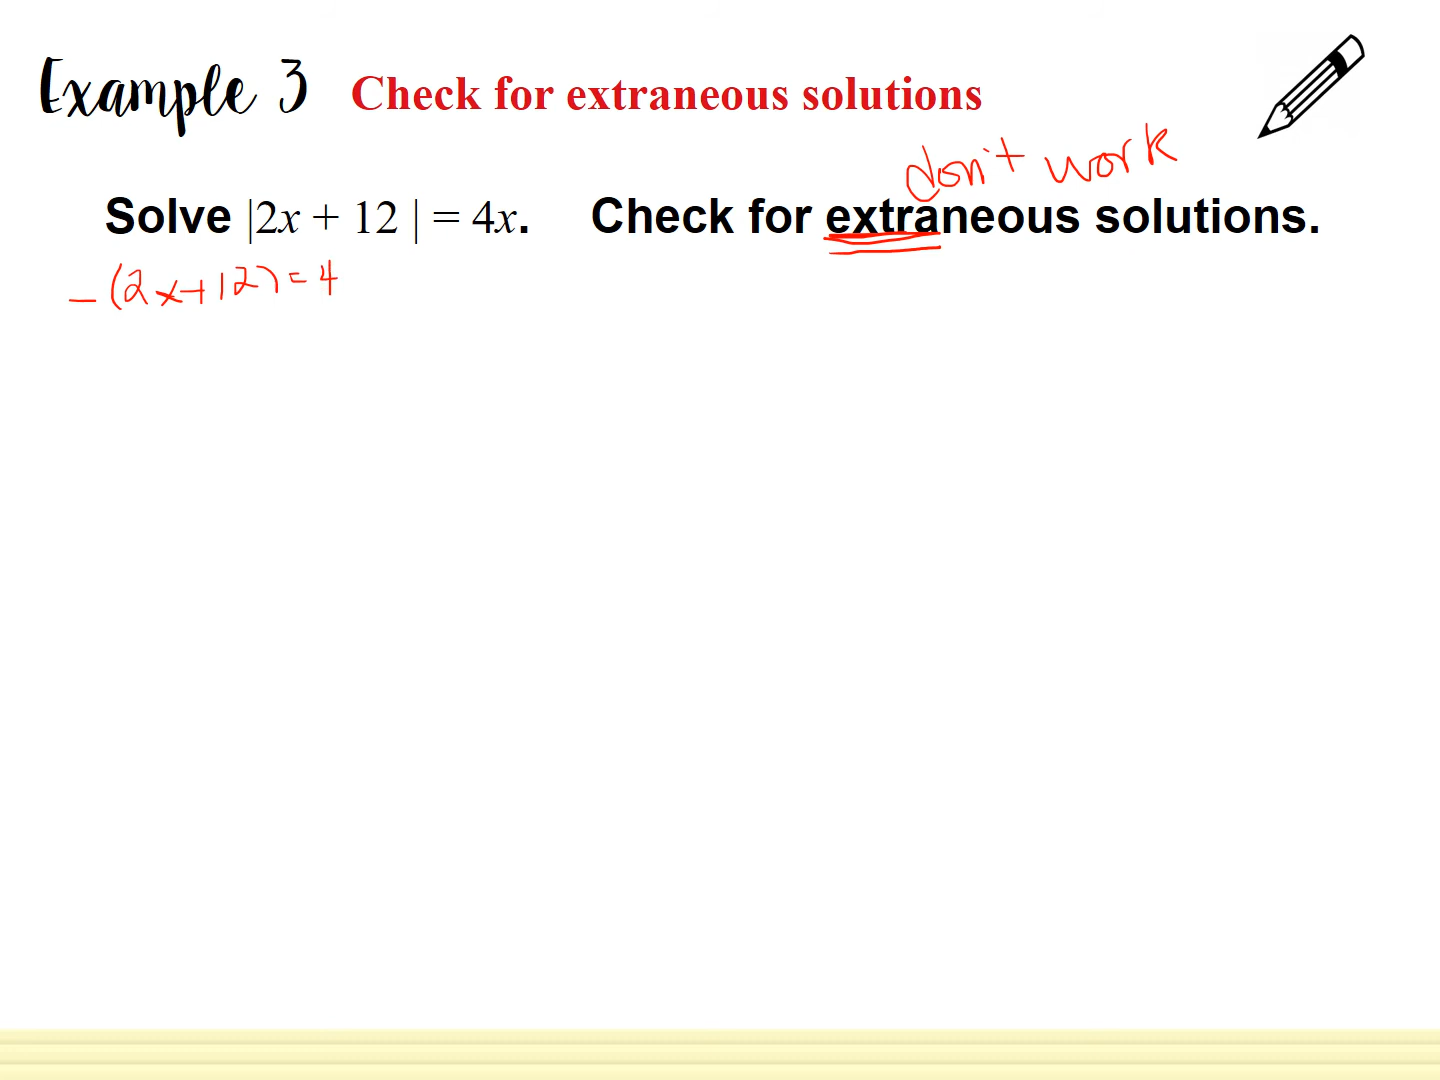 Example 3 Check for extraneous solutions
don't work
Solve |2x + 12 | = 4x. Check for extraneous solutions.
-(2x+12)=4